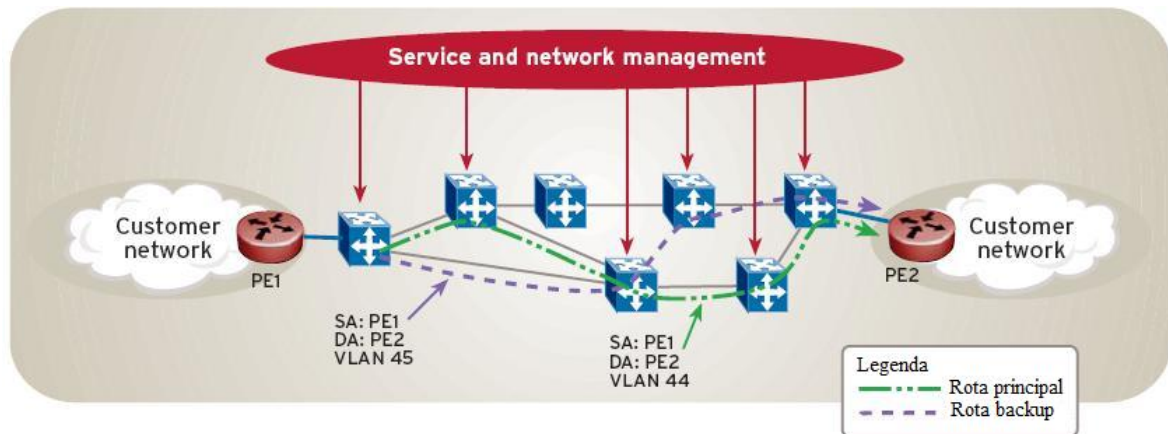 Service and network management
Customer
network
PE1
Customer
network
PE2
SA: PE1
DA: PE2
VLAN 45
SA: PE1
DA: PE2
VLAN 44
Legenda
Rota principal
Rota backup